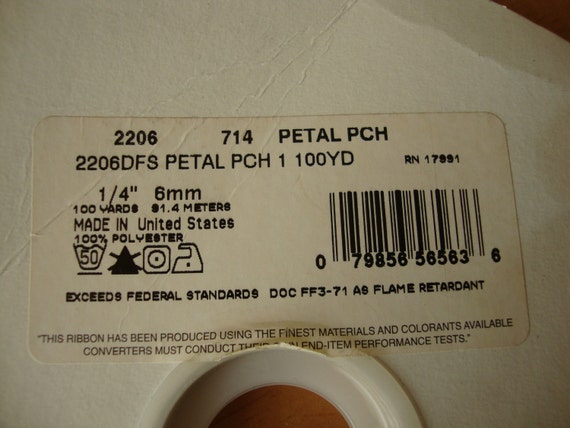 2206 714 PETAL PCH
2206DFS PETAL PCH 1 100YD RN 17991
1/4" 6mm
100 YARDS 91.4 METERS
MADE IN United States
100% POLYESTER
50
0 79856 56563 6
EXCEEDS FEDERAL STANDARDS DOC FF3-71 AS FLAME RETARDANT
"THIS RIBBON HAS BEEN PRODUCED USING THE FINEST MATERIALS AND COLORANTS AVAILABLE
CONVERTERS MUST CONDUCT THEIR OWN END-ITEM PERFORMANCE TESTS."